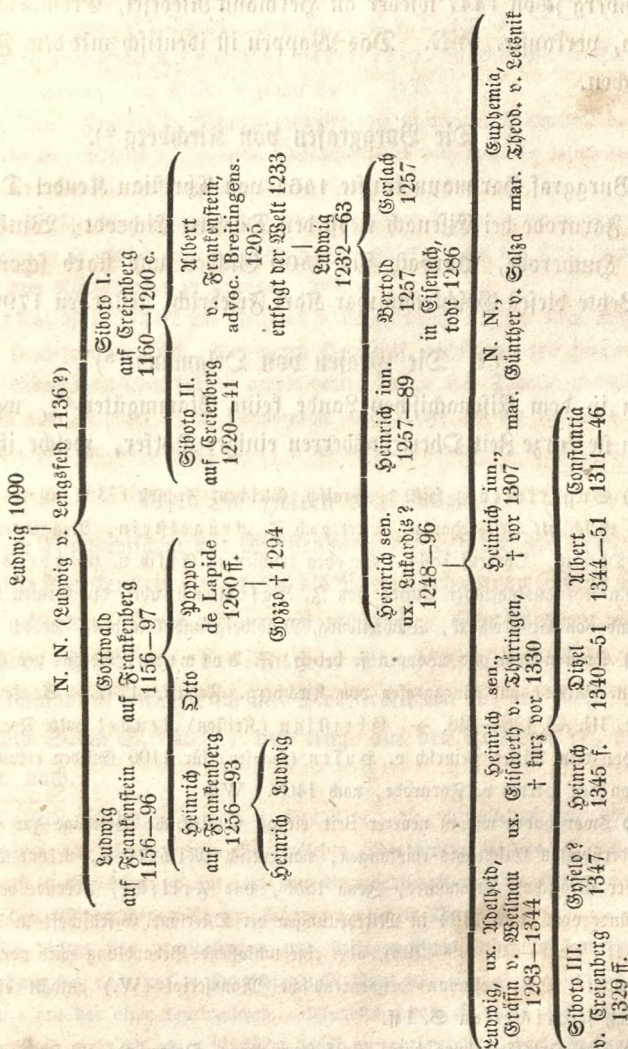 Ludwig 1090
N. N. (Ludwig v. Lengsfeld 1136?)
Ludwig
auf Frankenstein
1156—96
Gottwald
auf Frankenberg
1156—97
Siboto I.
auf Creienberg
1160—1200 c.
Heinrich
auf Frankenberg
1256—93
Otto
Poppo
de Lapide
1260 ff.
Siboto II.
auf Creienberg
1220—41
Albert
v. Frankenstein,
advoc. Breitingens.
1205.
entsagt der Welt 1233
Heinrich Ludwig
Gozzo † 1294
Ludwig
1232—63
Heinrich sen.
ux. Lukardis?
1248—96
Heinrich iun.
1257—89
Bertold
1257—
in Eisenach,
todt 1286
Gerlach
1257.
Ludwig, ux. Adelheid,
Gräfin v. Weilnau
1283—1344
Heinrich sen.
ux. Elisabeth v. Thüringen,
† kurz vor 1330
Heinrich iun.,
† vor 1307
N. N.,
mar. Günther v. Salza
Euphemia,
mar. Theod. v. Leisnik
Siboto III.
v. Creienberg
1329 ff.
1347.
Heinrich
1345 f.
Dizel
1340—51
Albert
1344—51
Constantia
1311—46